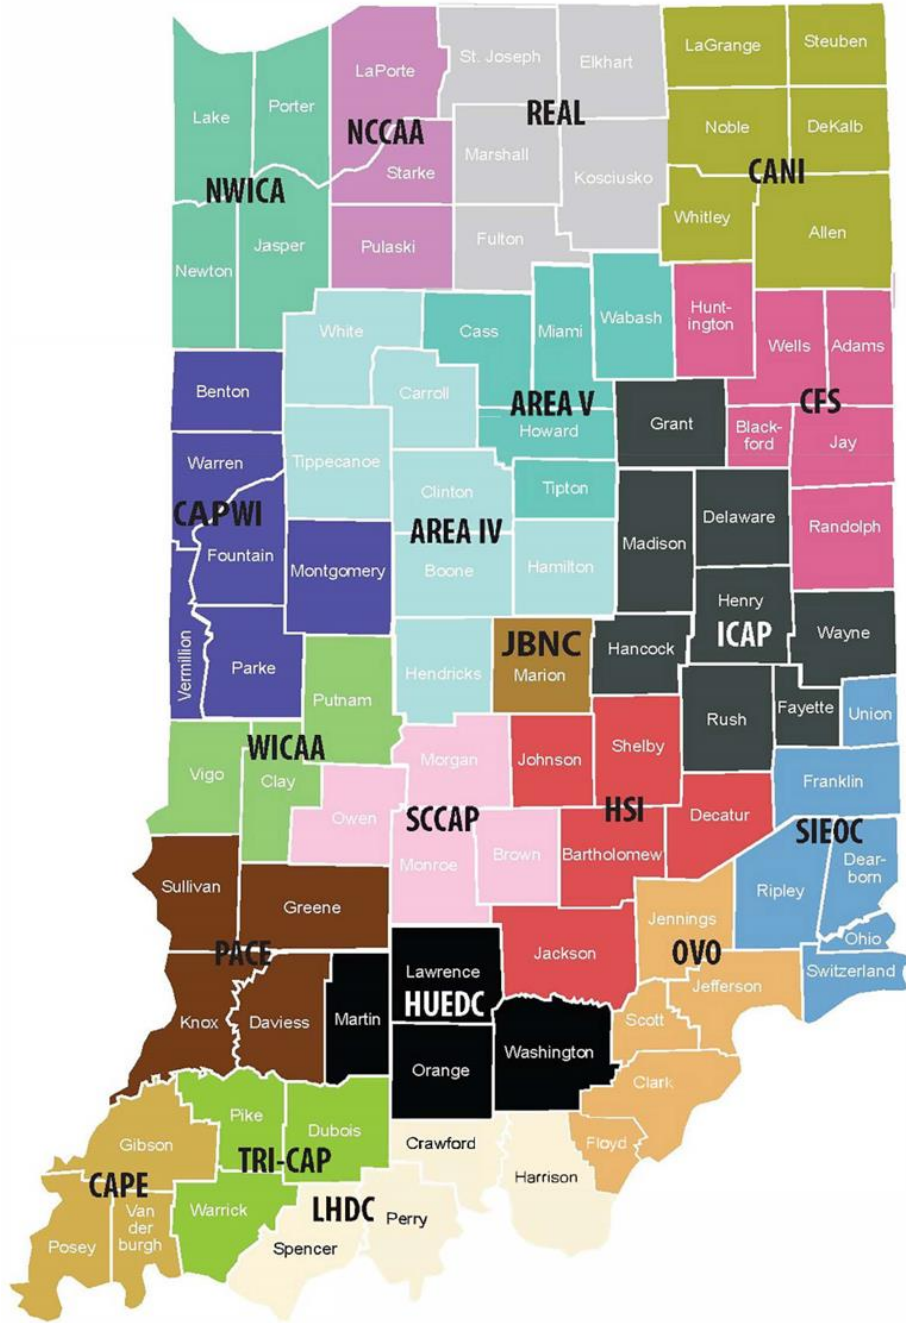 LaGrange
Steuben
St. Joseph
Elkhart
LaPorte
Porter
Lake
REAL
NCCAA
Noble
DeKalb
Marshall
Starke
Kosciusko
CANI
NWICA
Whitley
Allen
Jasper
Pulaski
Fulton
Newton
Hunt-
ington
Wabash
White
Cass
Miami
Wells
Adams
Benton
Carroll
AREA V
CFS
Grant
Black-
ford
Howard
Jay
Warren
Tippecanoe
Clinton
Tipton
CAPWI
AREA IV
Delaware
Randolph
Madison
Fountain
Montgomery
Boone
Hamilton
Henry
ICAP
Wayne
JBNC
Hancock
Vermillion
Parke
Hendricks
Marion
Putnam
Fayette
Union
Rush
WICAA
Shelby
Morgan
Johnson
Vigo
Clay
Franklin
Owen
SCCAP
HSI
Decatur
SIEOC
Monroe
Brown
Bartholomew
Dear-
born
Sullivan
Greene
Jennings
Ripley
PACE
OVO
Ohio
Lawrence
Jackson
Switzerland
HUEDC
Jefferson
Knox
Daviess
Martin
Scott
Washington
Orange
Clark
Pike
Dubois
Gibson
Crawford
Floyd
TRI-CAP
CAPE
Harrison
Warrick
LHDC
Van
der
burgh
Perry
Posey
Spencer